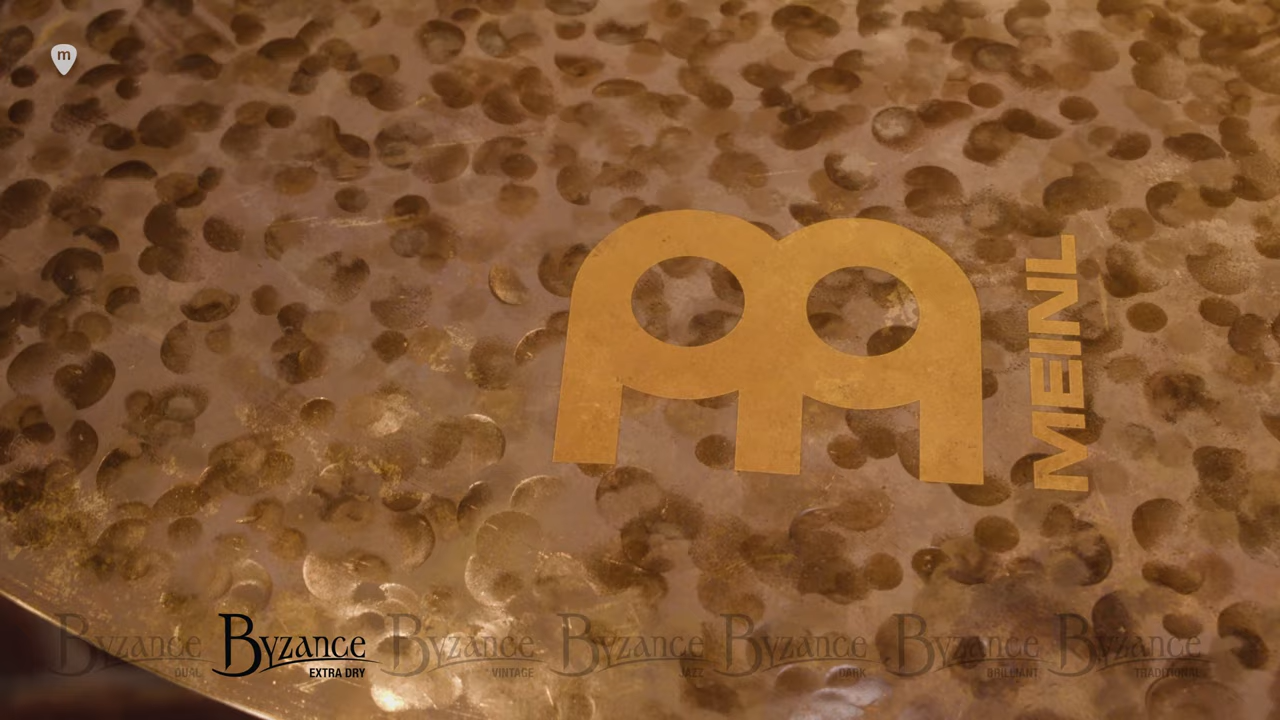 m
MEINL
Byzance
DUAL
Byzance
EXTRA DRY
Byzance
VINTAGE
Byzance
JAZZ
Byzance
DARK
Byzance
BRILLIANT
Byzance
TRADITIONAL